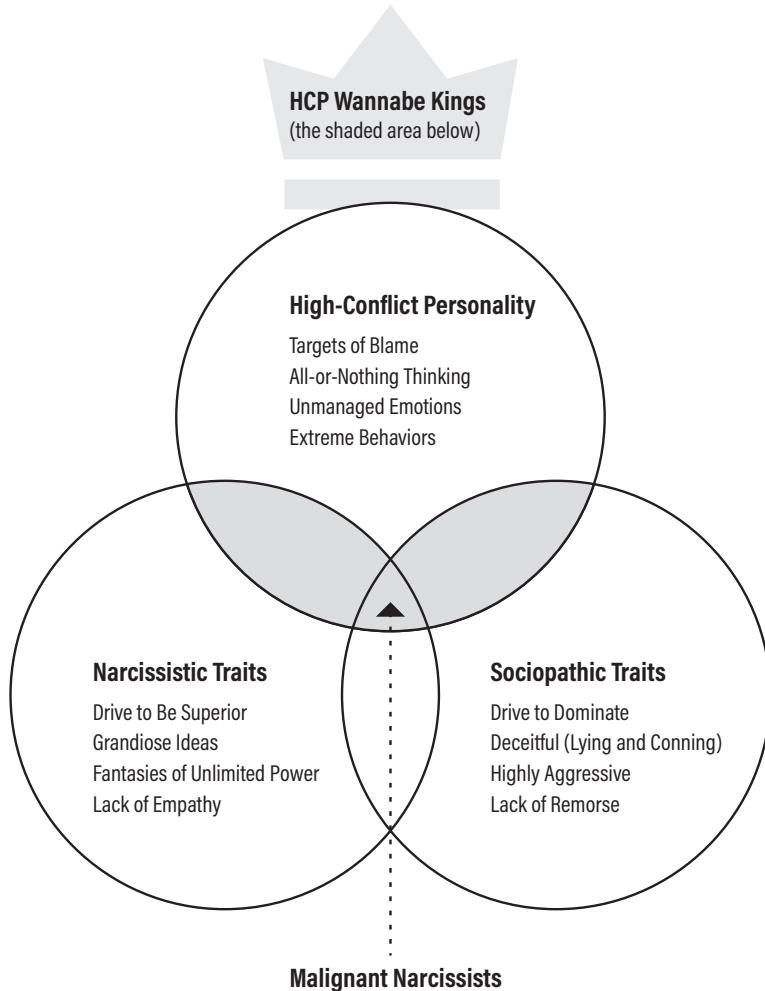 HCP Wannabe Kings
(the shaded area below)
High-Conflict Personality
Targets of Blame
All-or-Nothing Thinking
Unmanaged Emotions
Extreme Behaviors
Narcissistic Traits
Drive to Be Superior
Grandiose Ideas
Fantasies of Unlimited Power
Lack of Empathy
Sociopathic Traits
Drive to Dominate
Deceitful (Lying and Conning)
Highly Aggressive
Lack of Remorse
Malignant Narcissists